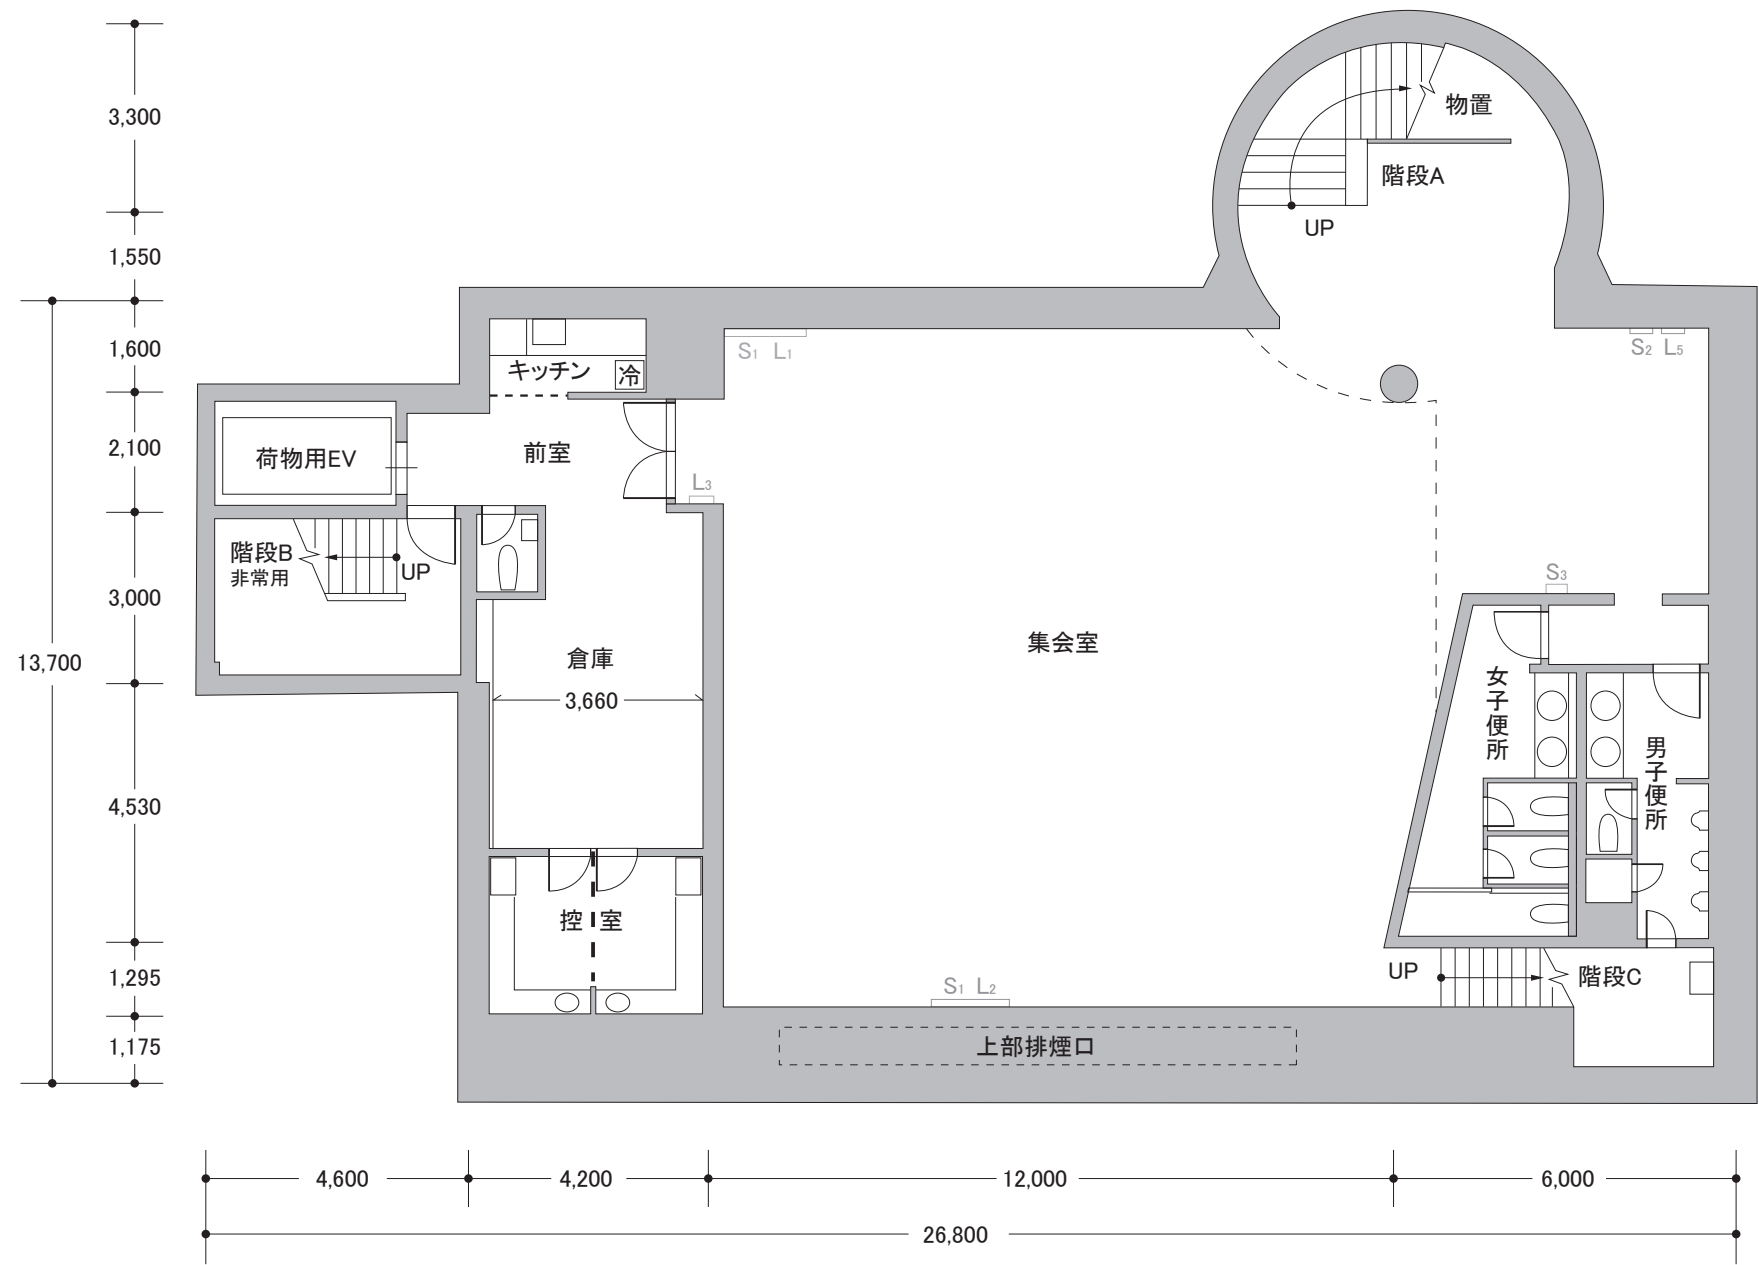 3,300
物置
階段A
UP
1,550
1,600
S1 L1
S2 L5
キッチン
冷
2,100
荷物用EV
前室
L3
13,700
3,000
階段B
非常用
UP
S3
集会室
倉庫
3,660
女子便所
男子便所
4,530
控 室
1,295
S1 L2
UP
階段C
1,175
上部排煙口
4,600
4,200
12,000
6,000
26,800